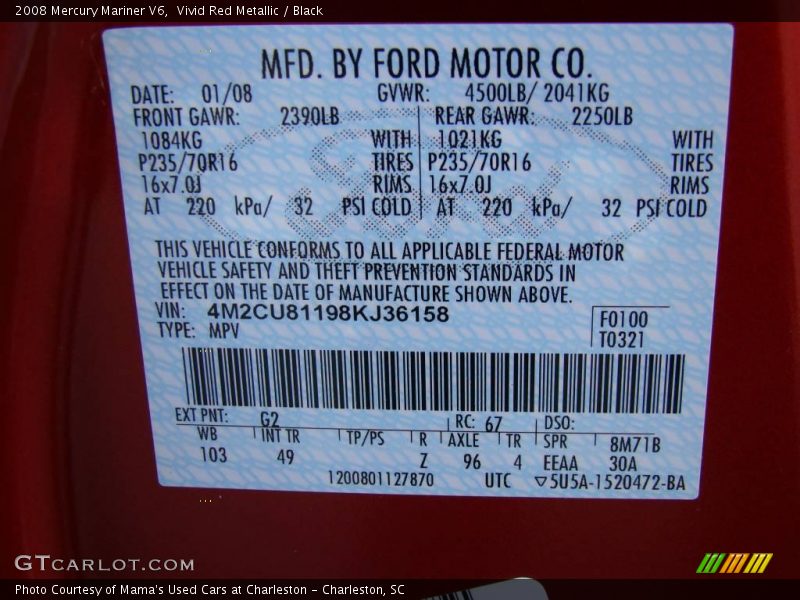 2008 Mercury Mariner V6,  Vivid Red Metallic / Black
MFD. BY FORD MOTOR CO.
DATE: 01/08 GVWR: 4500LB/ 2041KG
FRONT GAWR: 2390LB REAR GAWR: 2250LB
1084KG WITH 1021KG WITH
P235/70R16 TIRES P235/70R16 TIRES
16x7.0J RIMS 16x7.0J RIMS
AT 220 kPa/ 32 PSI COLD AT 220 kPa/ 32 PSI COLD
THIS VEHICLE CONFORMS TO ALL APPLICABLE FEDERAL MOTOR
VEHICLE SAFETY AND THEFT PREVENTION STANDARDS IN
EFFECT ON THE DATE OF MANUFACTURE SHOWN ABOVE.
VIN: 4M2CU81198KJ36158 F0100
TYPE: MPV T0321
EXT PNT: G2 RC: 67 DSO:
WB INT TR TP/PS R AXLE TR SPR 8M71B
103 49 Z 96 4 EEAA 30A
1200801127870 UTC ▽5U5A-1520472-BA
Ford
GTCARLOT.COM
Photo Courtesy of Mama's Used Cars at Charleston - Charleston, SC